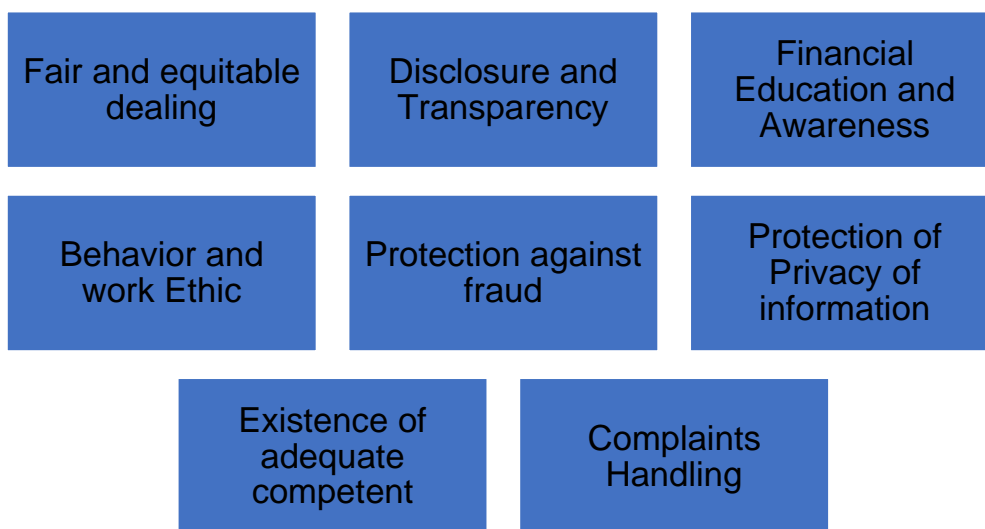 Fair and equitable
dealing
Disclosure and
Transparency
Financial
Education and
Awareness
Behavior and
work Ethic
Protection against
fraud
Protection of
Privacy of
information
Existence of
adequate
competent
Complaints
Handling